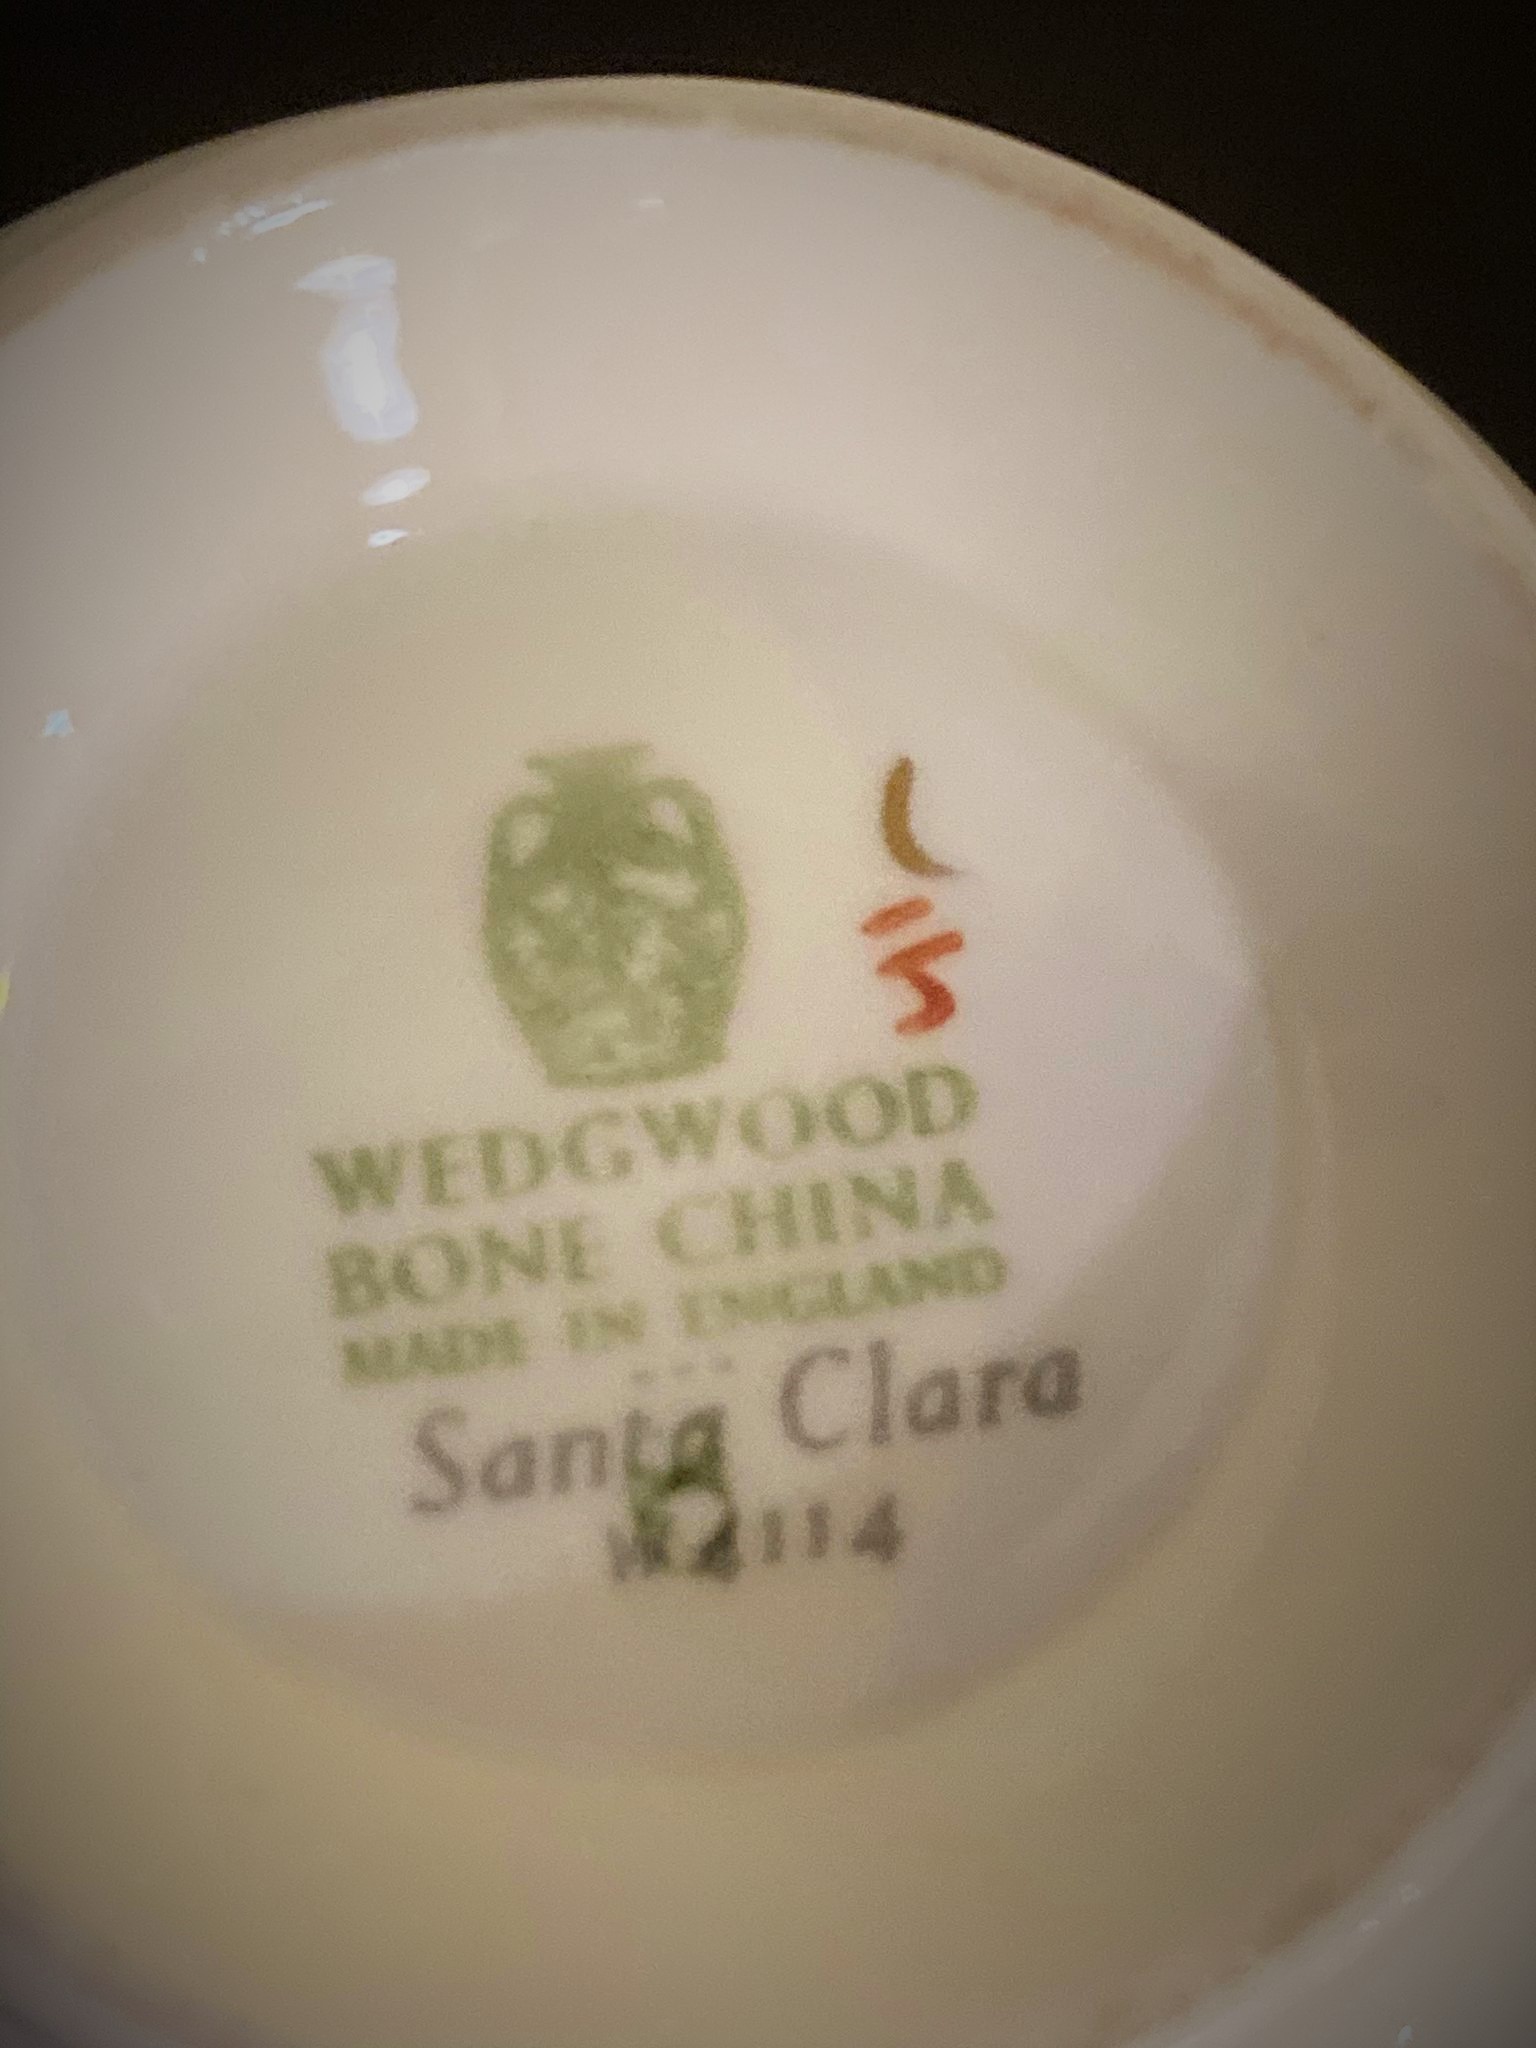 WEDGWOOD
BONE CHINA
MADE IN ENGLAND
Santa Clara